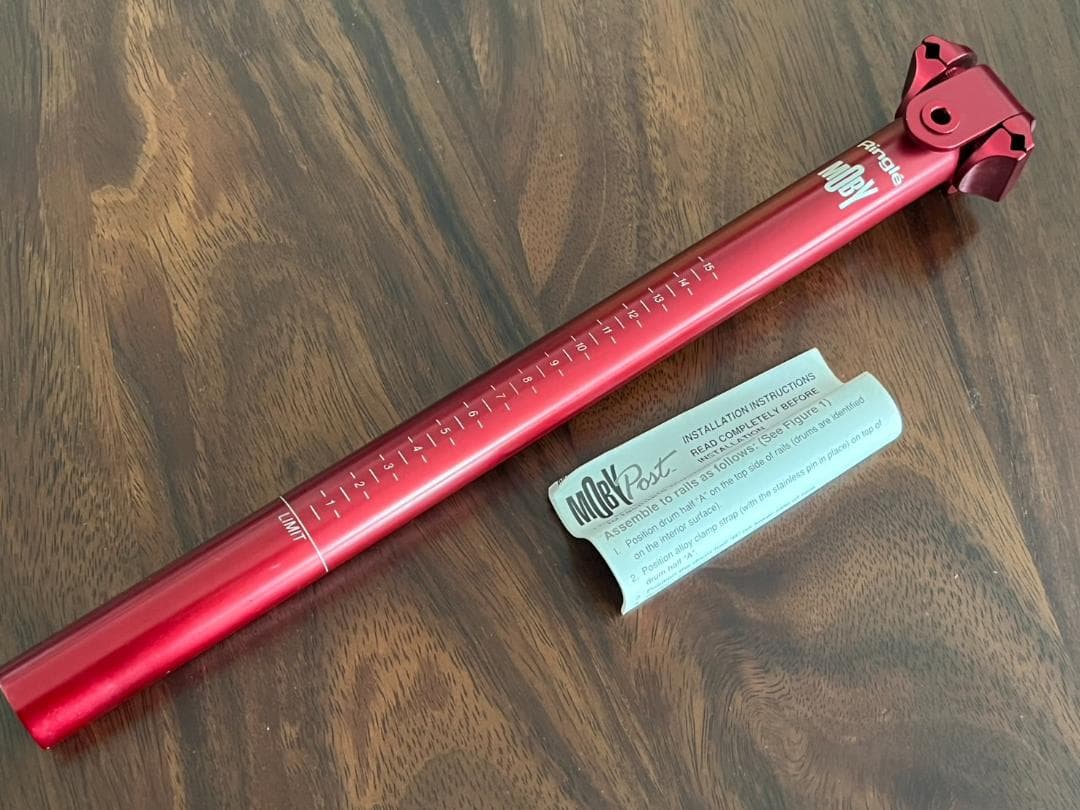 Ringlé
MOBY
15
14
13
12
11
10
9
8
7
6
5
4
3
2
1
LIMIT
INSTALLATION INSTRUCTIONS
READ COMPLETELY BEFORE
INSTALLATION
MOBY Post
Assemble to rails as follows: (See Figure 1)
1. Position drum half "A" on the top side of rails (drums are identified
on the interior surface).
2. Position alloy clamp strap (with the stainless pin in place) on top of
drum half "A".